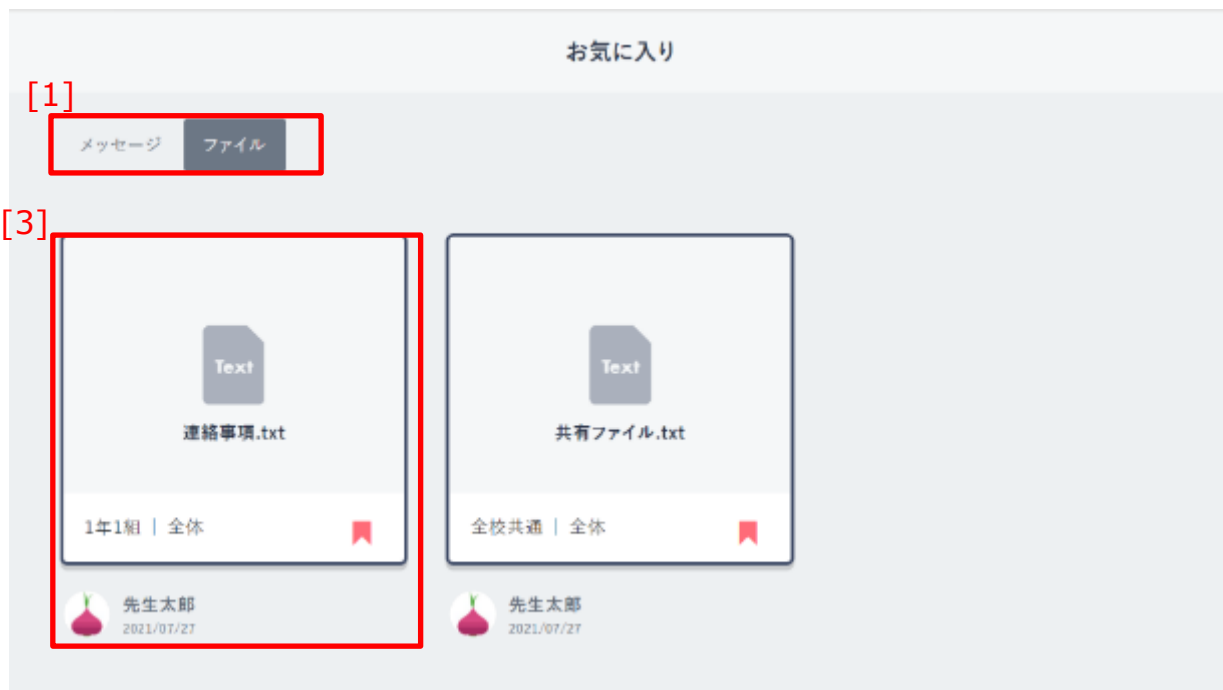 お気に入り
[1]
メッセージ ファイル
[3]
Text Text
連絡事項.txt 共有ファイル.txt
1年1組 | 全体 全校共通 | 全体
先生太郎 先生太郎
2021/07/27 2021/07/27